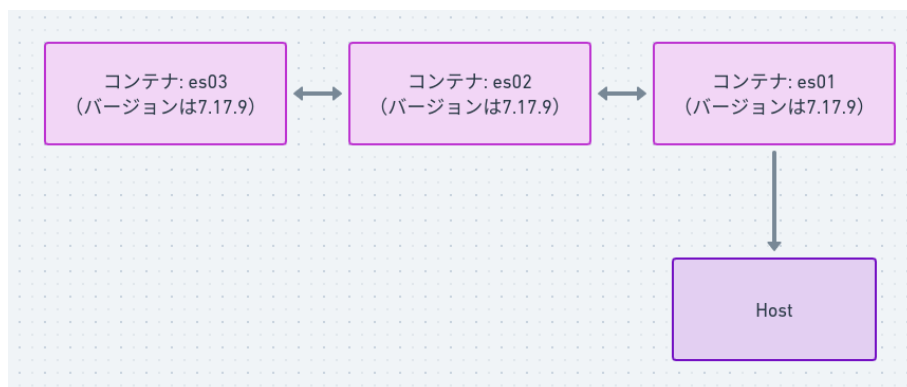 コンテナ: es03
（バージョンは7.17.9）
コンテナ: es02
（バージョンは7.17.9）
コンテナ: es01
（バージョンは7.17.9）
Host